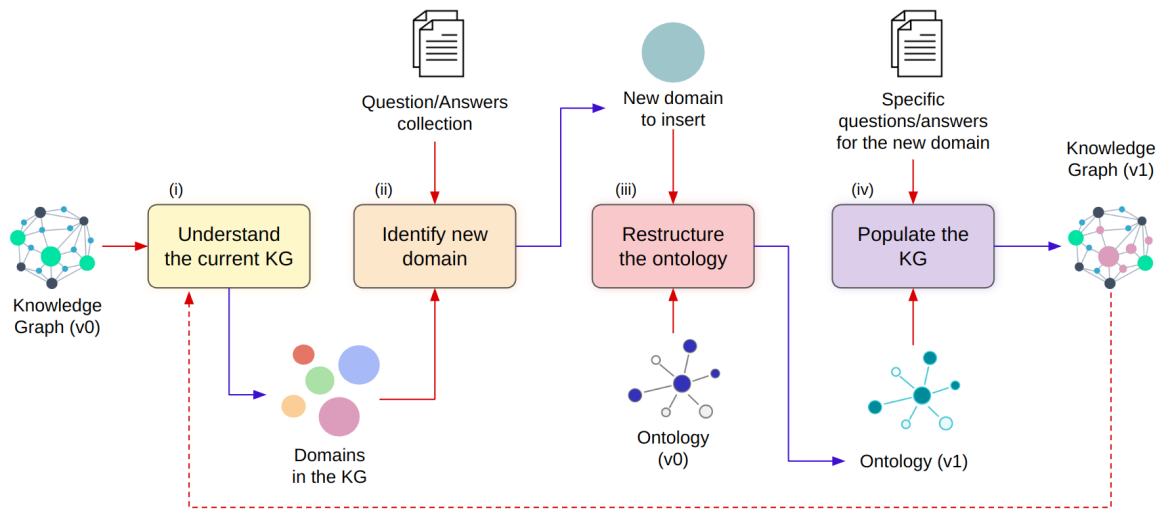 Question/Answers
collection
New domain
to insert
Specific
questions/answers
for the new domain
Knowledge
Graph (v1)
(i)
(ii)
(iii)
(iv)
Understand
the current KG
Identify new
domain
Restructure
the ontology
Populate the
KG
Knowledge
Graph (v0)
Domains
in the KG
Ontology
(v0)
Ontology (v1)